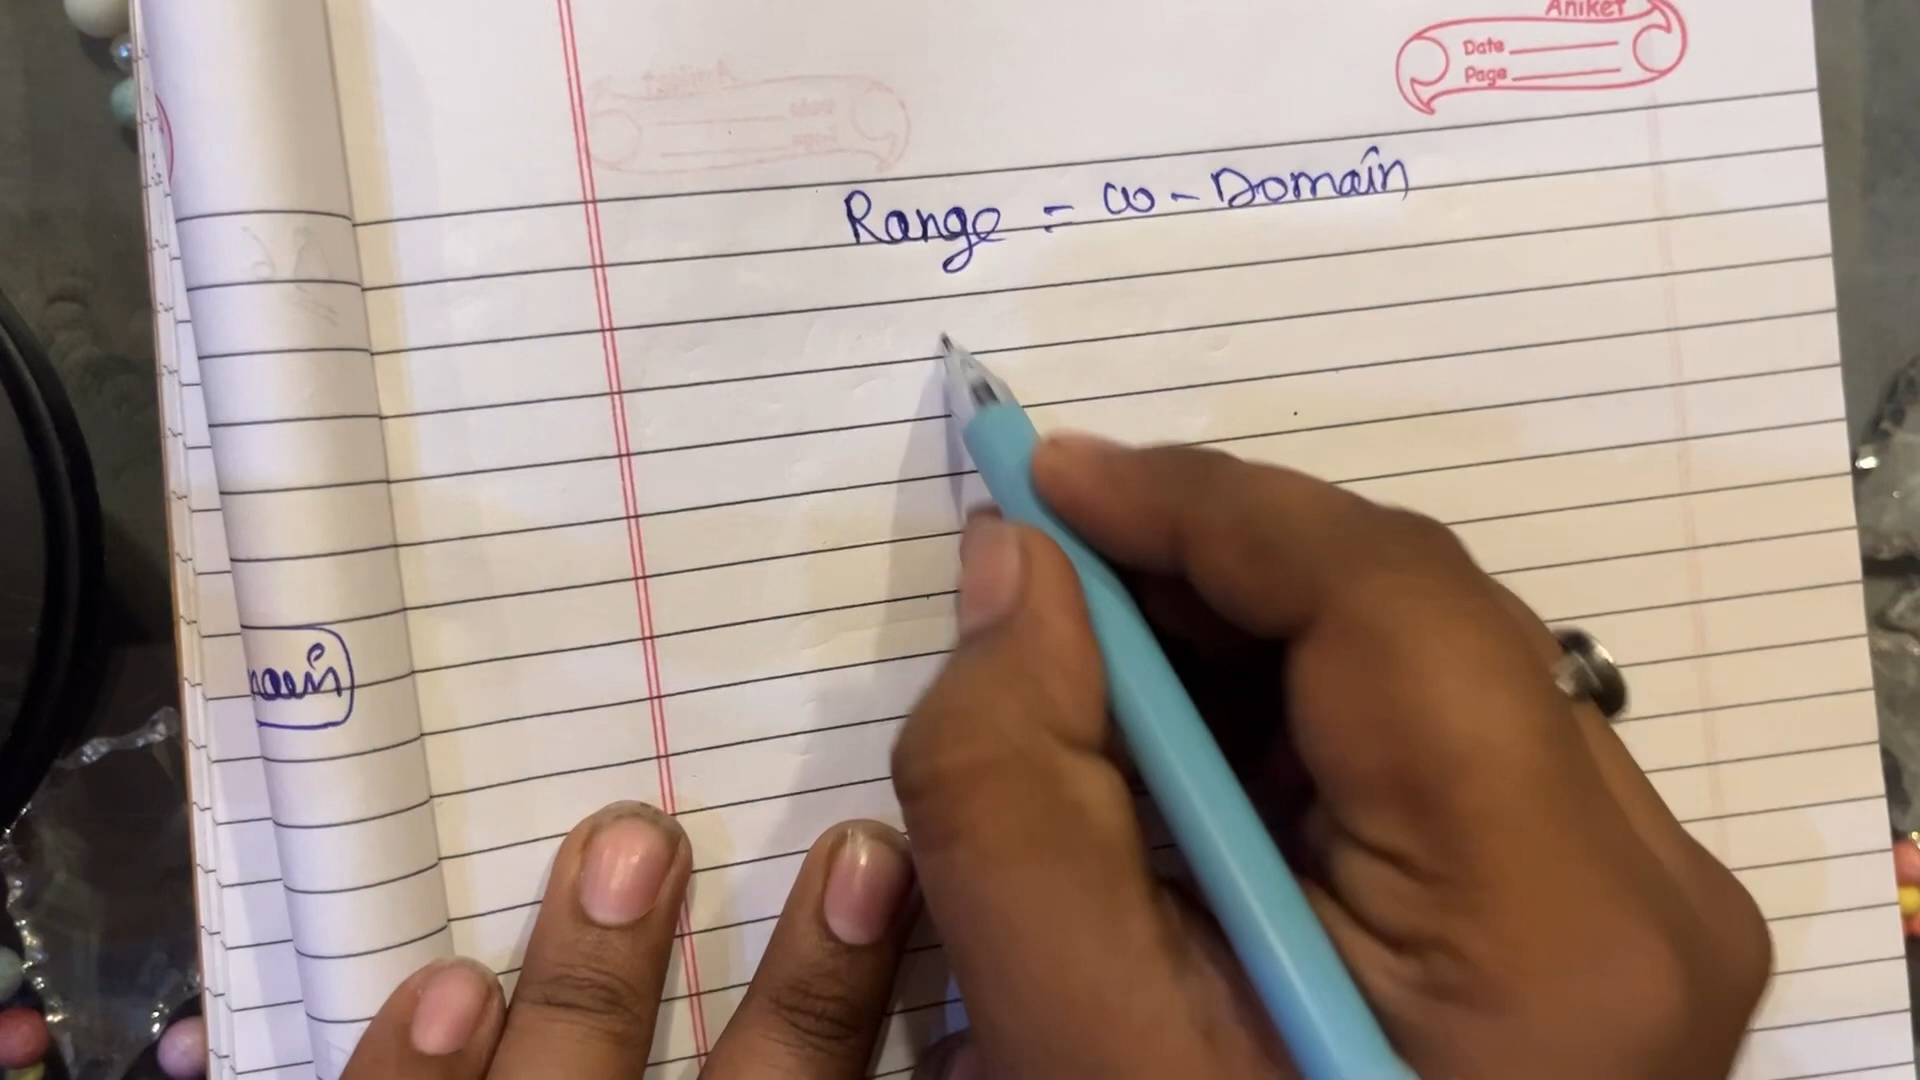 Aniket
Date
Page
Range = co - Domain